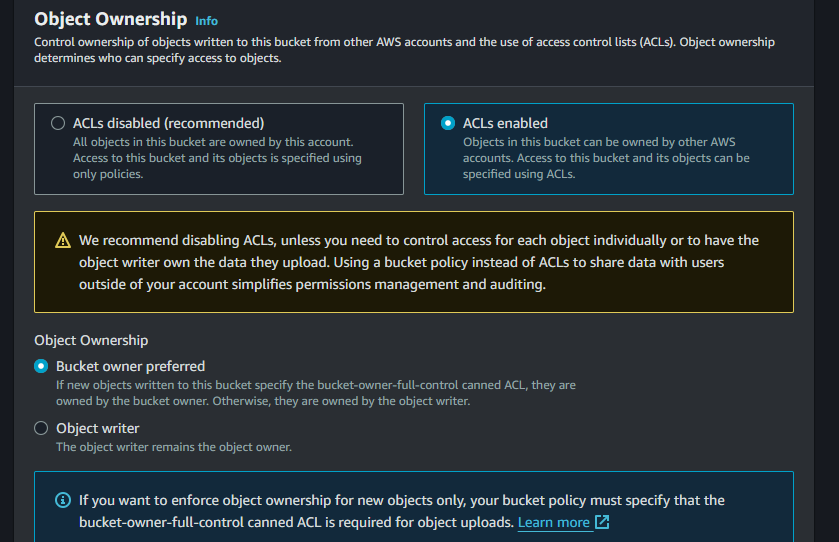 Object Ownership Info
Control ownership of objects written to this bucket from other AWS accounts and the use of access control lists (ACLs). Object ownership
determines who can specify access to objects.
ACLs disabled (recommended)
All objects in this bucket are owned by this account.
Access to this bucket and its objects is specified using
only policies.
ACLs enabled
Objects in this bucket can be owned by other AWS
accounts. Access to this bucket and its objects can be
specified using ACLs.
We recommend disabling ACLs, unless you need to control access for each object individually or to have the
object writer own the data they upload. Using a bucket policy instead of ACLs to share data with users
outside of your account simplifies permissions management and auditing.
Object Ownership
Bucket owner preferred
If new objects written to this bucket specify the bucket-owner-full-control canned ACL, they are
owned by the bucket owner. Otherwise, they are owned by the object writer.
Object writer
The object writer remains the object owner.
If you want to enforce object ownership for new objects only, your bucket policy must specify that the
bucket-owner-full-control canned ACL is required for object uploads. Learn more